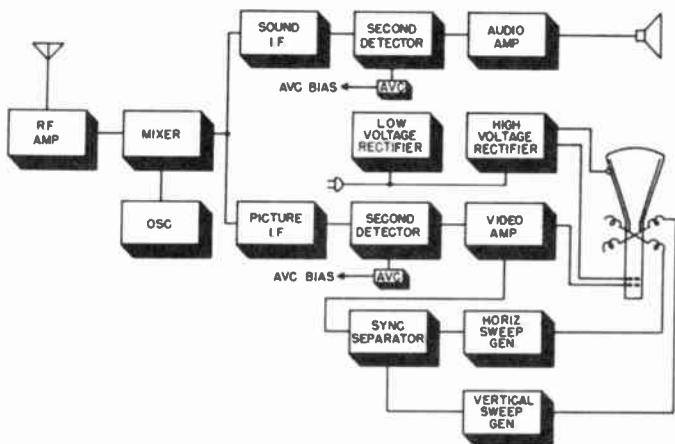 SOUND
I.F
SECOND
DETECTOR
AUDIO
AMP
AVC BIAS
AVC
RF
AMP
MIXER
LOW
VOLTAGE
RECTIFIER
HIGH
VOLTAGE
RECTIFIER
OSC
PICTURE
I.F
SECOND
DETECTOR
VIDEO
AMP
AVC BIAS
AVC
SYNC
SEPARATOR
HORIZ
SWEEP
GEN
VERTICAL
SWEEP
GEN